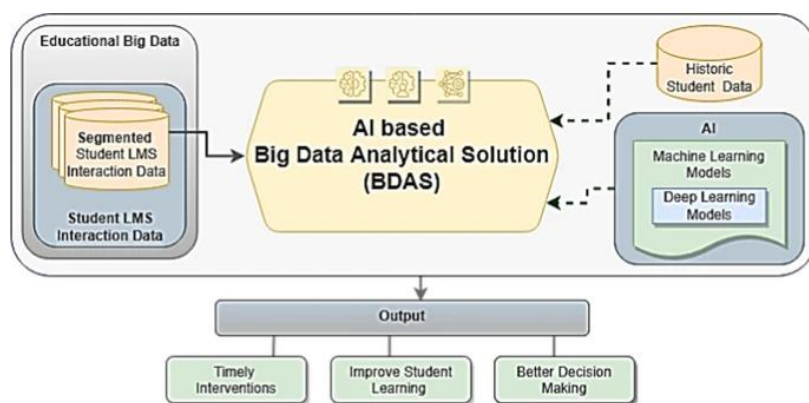 Educational Big Data
Segmented
Student LMS
Interaction Data
Student LMS
Interaction Data
AI based
Big Data Analytical Solution
(BDAS)
Historic
Student Data
AI
Machine Learning
Models
Deep Learning
Models
Output
Timely
Interventions
Improve Student
Learning
Better Decision
Making